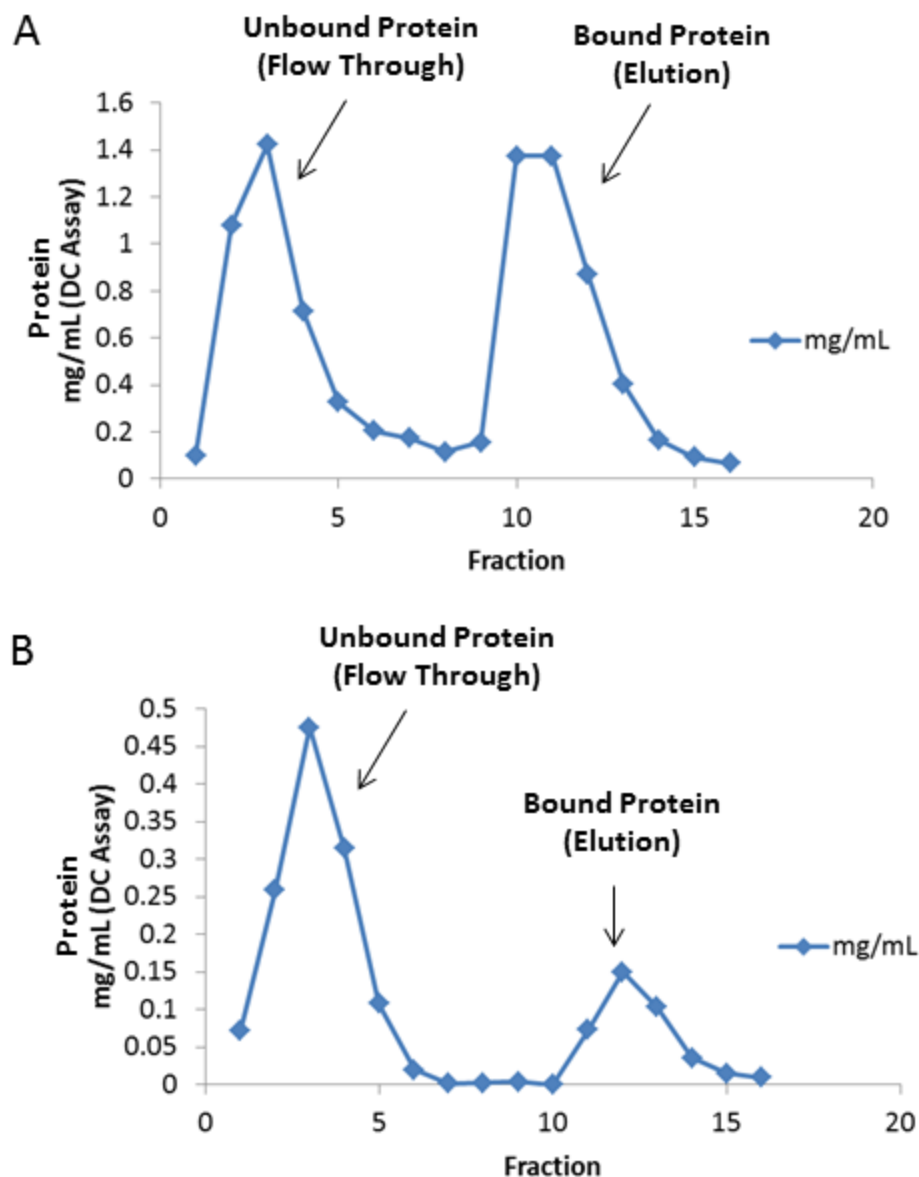 A
Unbound Protein
(Flow Through)
Bound Protein
(Elution)
1.6
1.4
1.2
1
0.8
0.6
0.4
0.2
0
Protein
mg/mL (DC Assay)
mg/mL
0
5
10
15
20
Fraction
B
Unbound Protein
(Flow Through)
Bound Protein
(Elution)
0.5
0.45
0.4
0.35
0.3
0.25
0.2
0.15
0.1
0.05
0
Protein
mg/mL (DC Assay)
mg/mL
0
5
10
15
20
Fraction